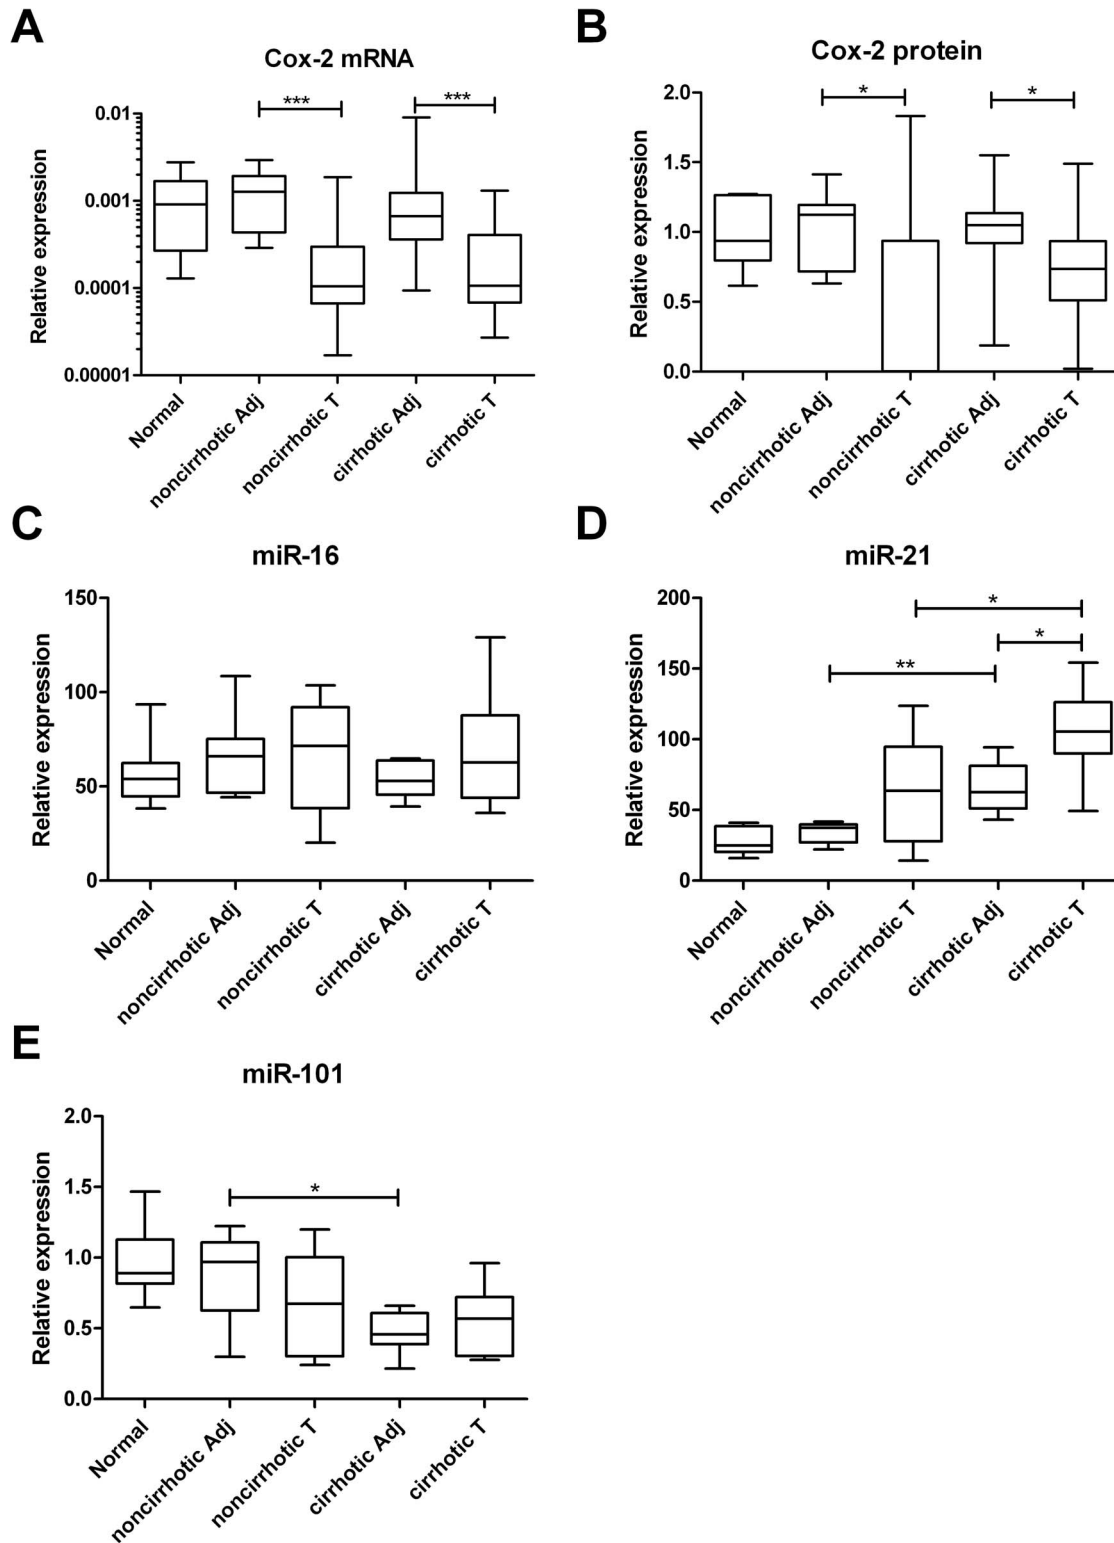 A
Cox-2 mRNA
***
***
Relative expression
0.01
0.001
0.0001
0.00001
Normal
noncirrhotic Adj
noncirrhotic T
cirrhotic Adj
cirrhotic T
B
Cox-2 protein
*
*
Relative expression
2.0
1.5
1.0
0.5
0.0
Normal
noncirrhotic Adj
noncirrhotic T
cirrhotic Adj
cirrhotic T
C
miR-16
Relative expression
150
100
50
0
Normal
noncirrhotic Adj
noncirrhotic T
cirrhotic Adj
cirrhotic T
D
miR-21
*
*
**
Relative expression
200
150
100
50
0
Normal
noncirrhotic Adj
noncirrhotic T
cirrhotic Adj
cirrhotic T
E
miR-101
*
Relative expression
2.0
1.5
1.0
0.5
0.0
Normal
noncirrhotic Adj
noncirrhotic T
cirrhotic Adj
cirrhotic T